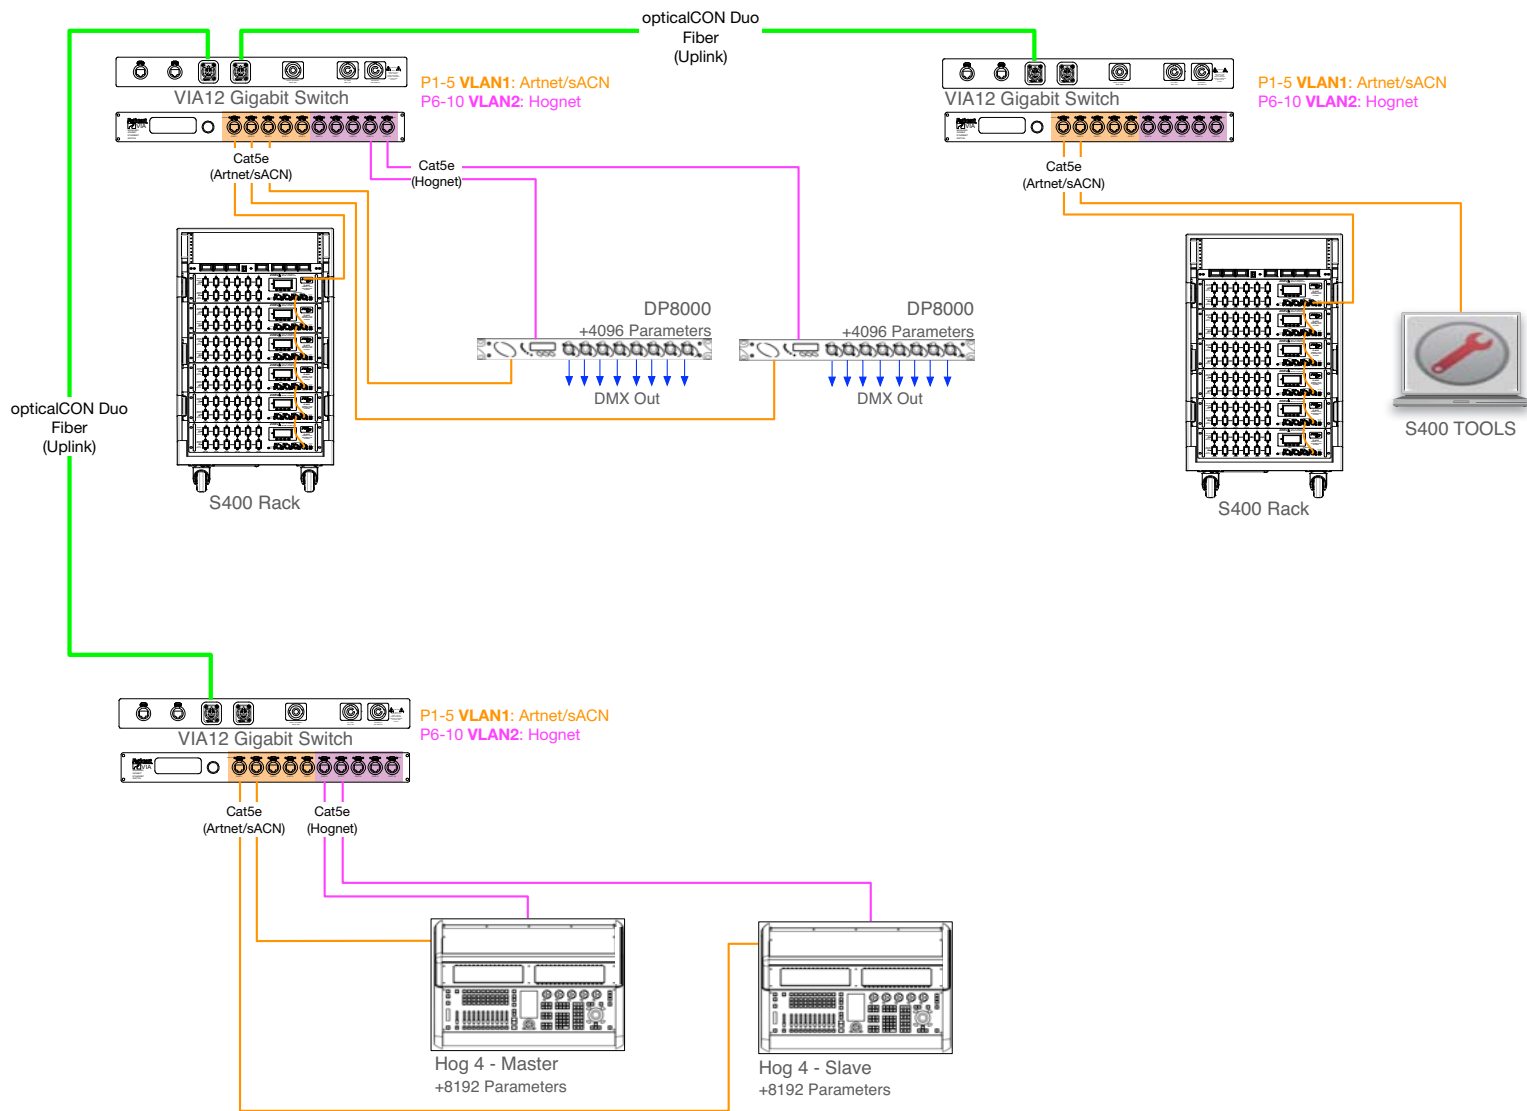 opticalCON Duo
Fiber
(Uplink)
VIA12 Gigabit Switch
P1-5 VLAN1: Artnet/sACN
P6-10 VLAN2: Hognet
VIA12 Gigabit Switch
P1-5 VLAN1: Artnet/sACN
P6-10 VLAN2: Hognet
VIA
VIA
Cat5e
(Artnet/sACN)
Cat5e
(Hognet)
Cat5e
(Artnet/sACN)
DP8000
+4096 Parameters
DP8000
+4096 Parameters
DMX Out
DMX Out
opticalCON Duo
Fiber
(Uplink)
S400 TOOLS
S400 Rack
S400 Rack
P1-5 VLAN1: Artnet/sACN
P6-10 VLAN2: Hognet
VIA12 Gigabit Switch
VIA
Cat5e
(Artnet/sACN)
Cat5e
(Hognet)
Hog 4 - Master
+8192 Parameters
Hog 4 - Slave
+8192 Parameters